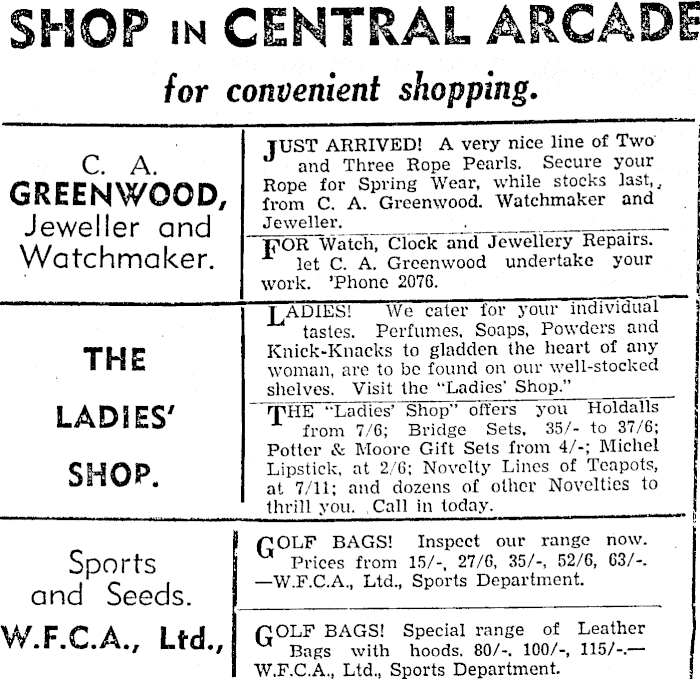 SHOP IN CENTRAL ARCADE
for convenient shopping.
C. A.
GREENWOOD,
Jeweller and
Watchmaker.
JUST ARRIVED! A very nice line of Two
and Three Rope Pearls. Secure your
Rope for Spring Wear, while stocks last,
from C. A. Greenwood. Watchmaker and
Jeweller.
FOR Watch, Clock and Jewellery Repairs.
let C. A. Greenwood undertake your
work. 'Phone 2076.
THE
LADIES'
SHOP.
LADIES! We cater for your individual
tastes. Perfumes, Soaps, Powders and
Knick-Knacks to gladden the heart of any
woman, are to be found on our well-stocked
shelves. Visit the "Ladies' Shop."
THE "Ladies' Shop" offers you Holdalls
from 7/6; Bridge Sets, 35/- to 37/6;
Potter & Moore Gift Sets from 4/-; Michel
Lipstick, at 2/6; Novelty Lines of Teapots,
at 7/11; and dozens of other Novelties to
thrill you. Call in today.
Sports
and Seeds.
W.F.C.A., Ltd.,
GOLF BAGS! Inspect our range now.
Prices from 15/-, 27/6, 35/-, 52/6, 63/-.
—W.F.C.A., Ltd., Sports Department.
GOLF BAGS! Special range of Leather
Bags with hoods. 80/-. 100/-, 115/-.—
W.F.C.A., Ltd., Sports Department.